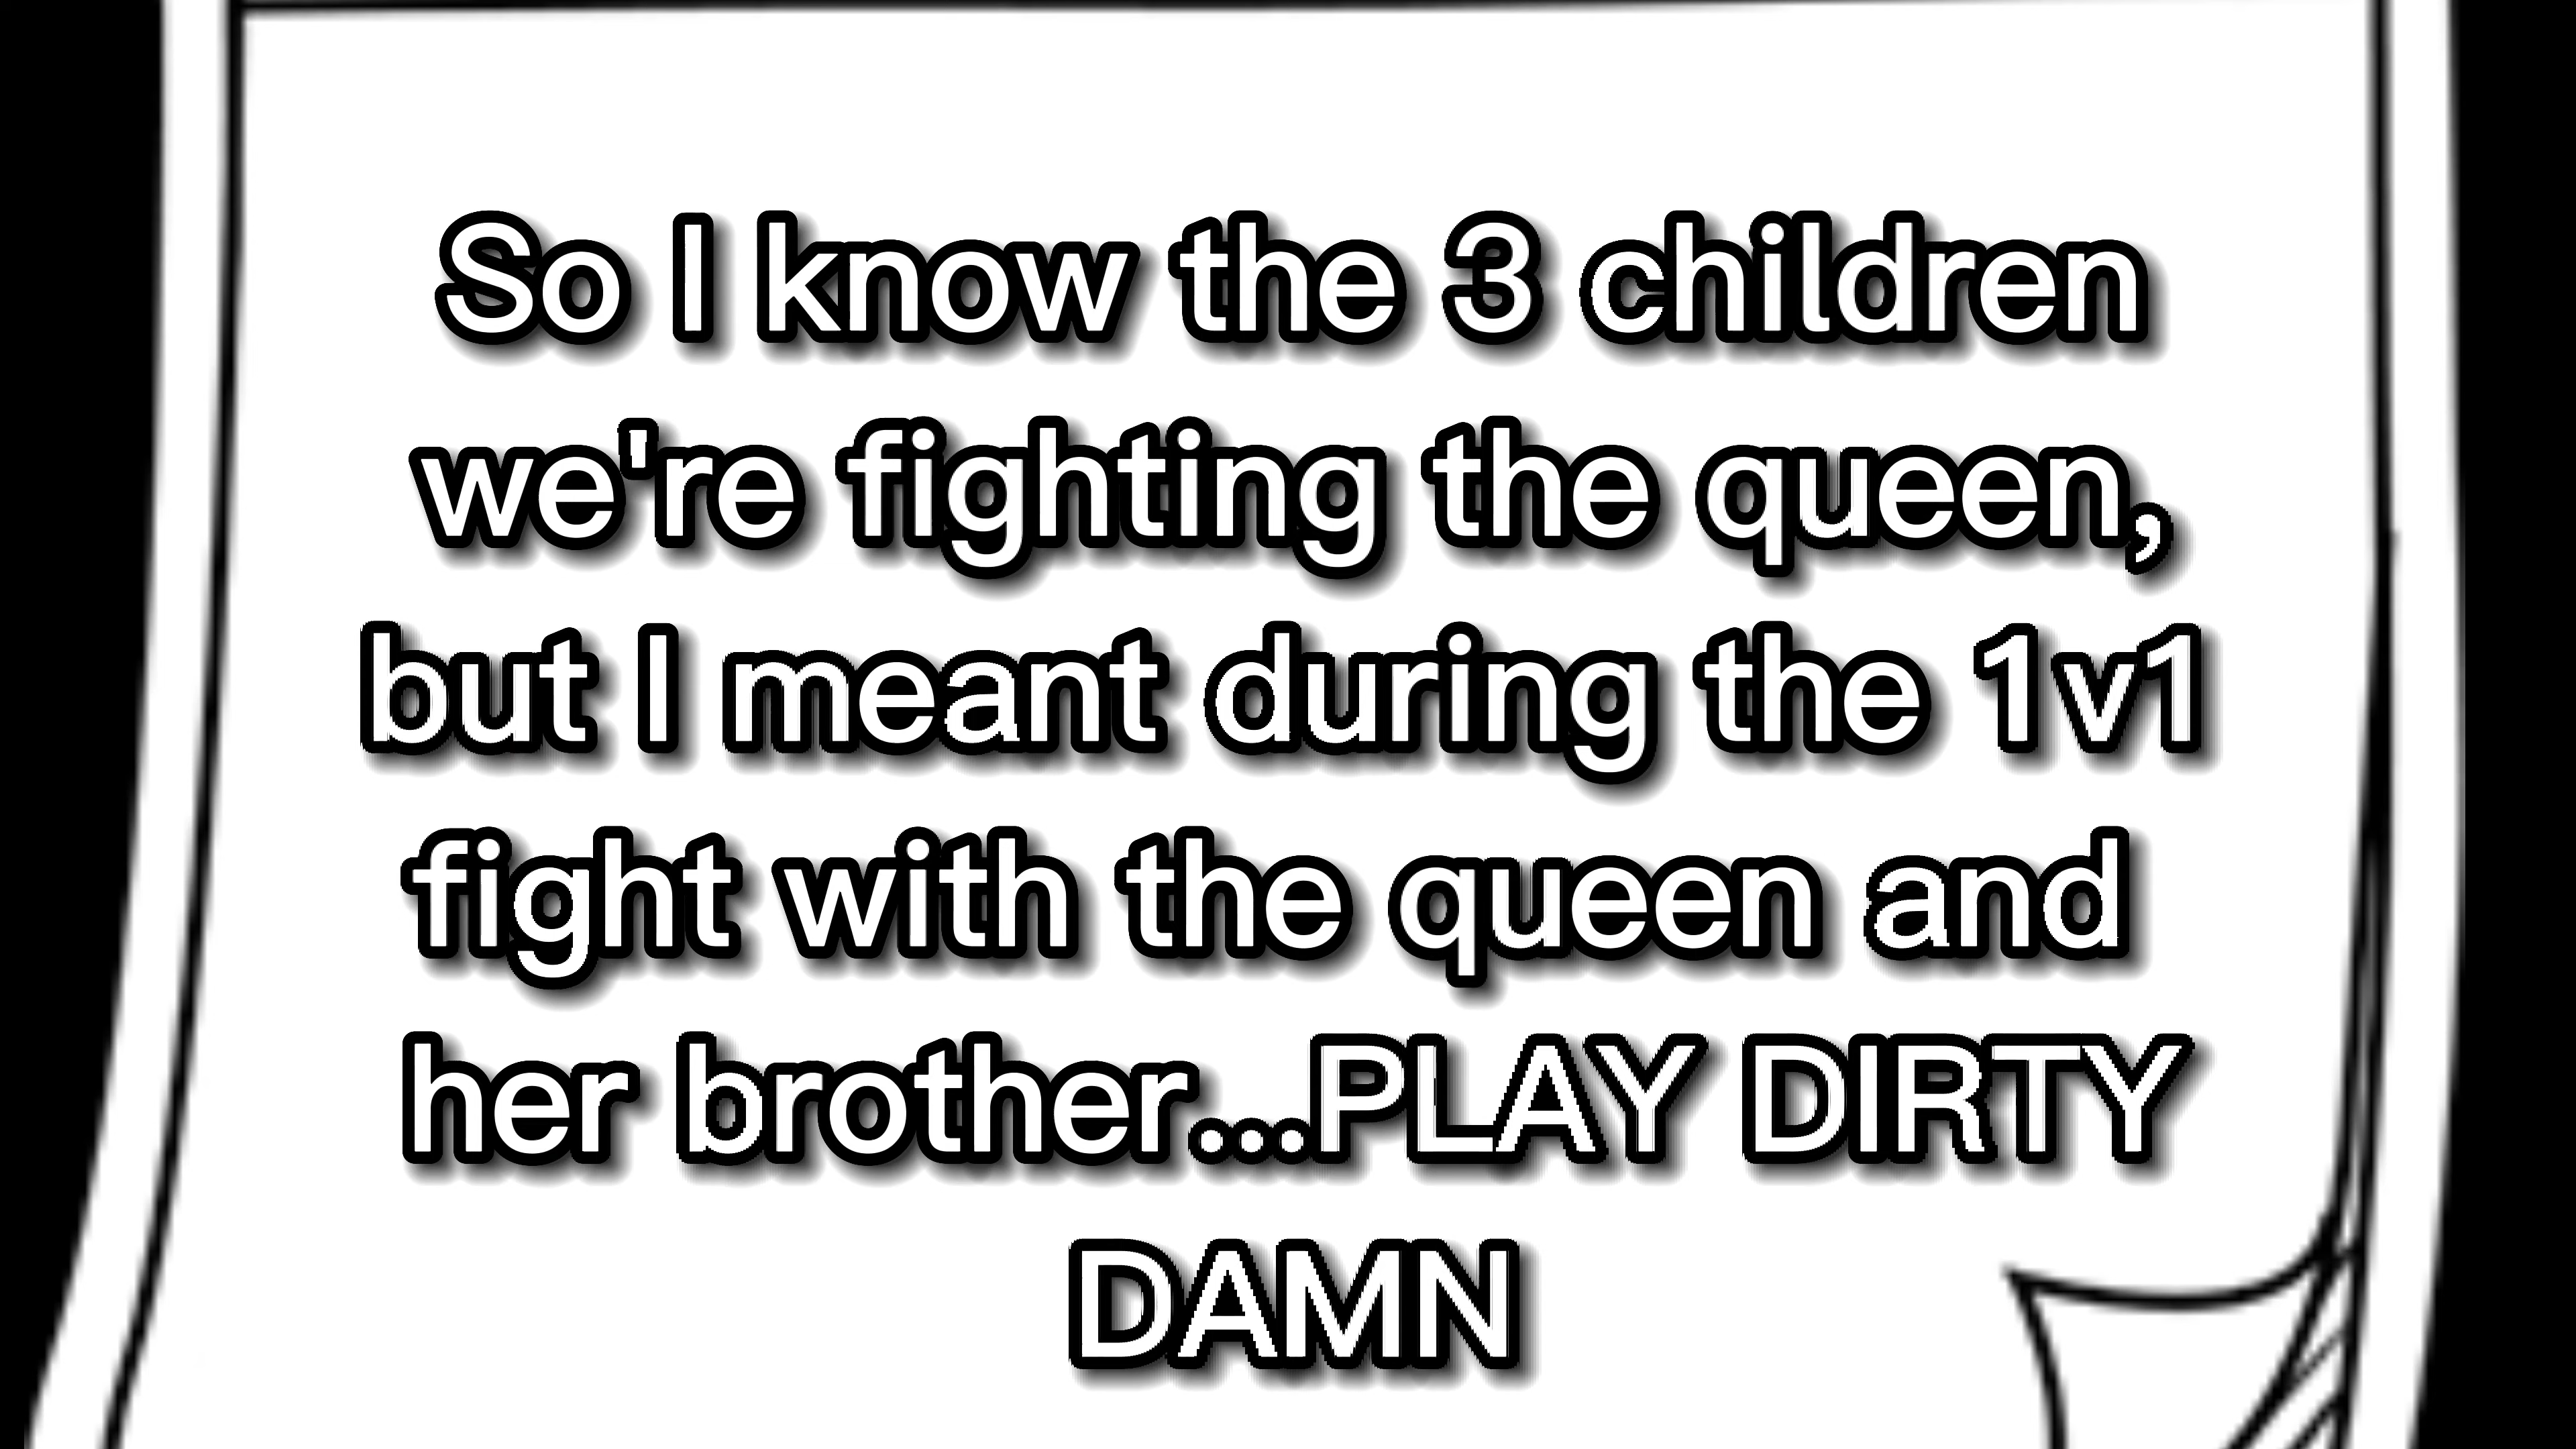 So I know the 3 children
we're fighting the queen,
but I meant during the 1v1
fight with the queen and
her brother...PLAY DIRTY
DAMN